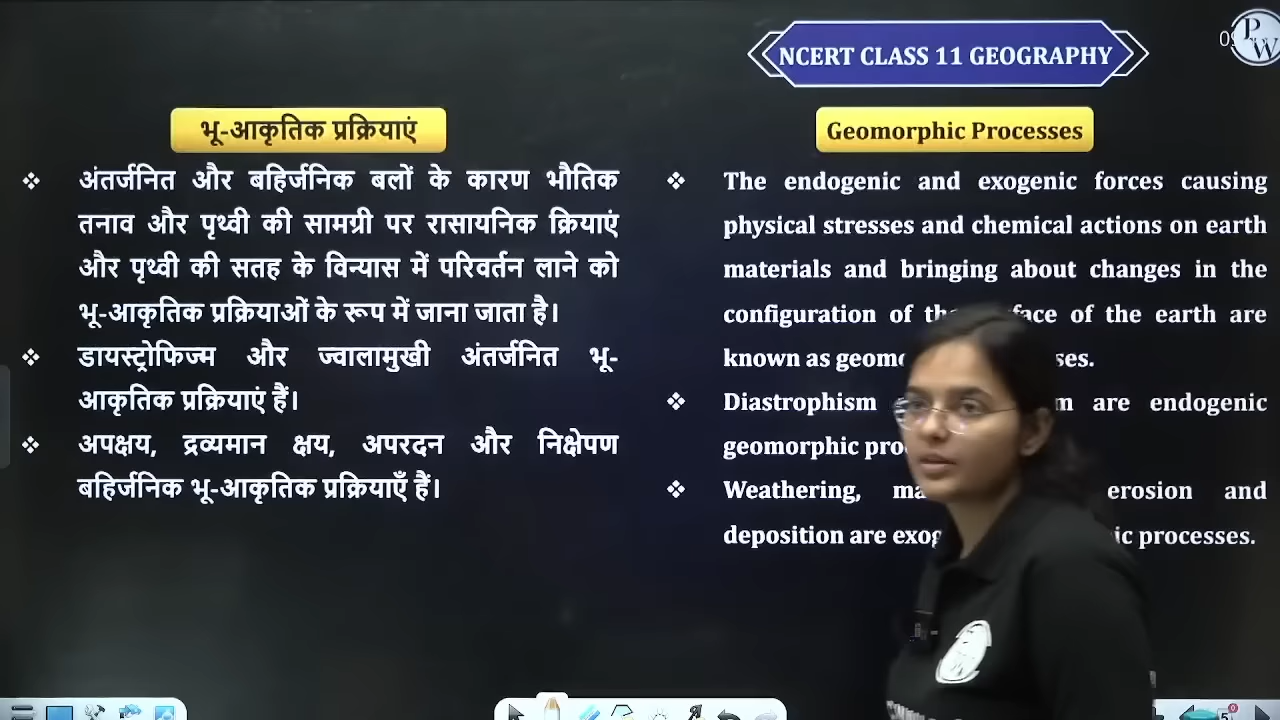 NCERT CLASS 11 GEOGRAPHY
PW
भू-आकृतिक प्रक्रियाएं
❖ अंतर्जनित और बहिर्जनिक बलों के कारण भौतिक
तनाव और पृथ्वी की सामग्री पर रासायनिक क्रियाएं
और पृथ्वी की सतह के विन्यास में परिवर्तन लाने को
भू-आकृतिक प्रक्रियाओं के रूप में जाना जाता है।
❖ डायस्ट्रोफिज्म और ज्वालामुखी अंतर्जनित भू-
आकृतिक प्रक्रियाएं हैं।
❖ अपक्षय, द्रव्यमान क्षय, अपरदन और निक्षेपण
बहिर्जनिक भू-आकृतिक प्रक्रियाएँ हैं।
Geomorphic Processes
❖ The endogenic and exogenic forces causing
physical stresses and chemical actions on earth
materials and bringing about changes in the
configuration of of the earth are
known as
❖ Diastrophism are endogenic
geomorphic
❖ Weathering, erosion and
deposition are processes.